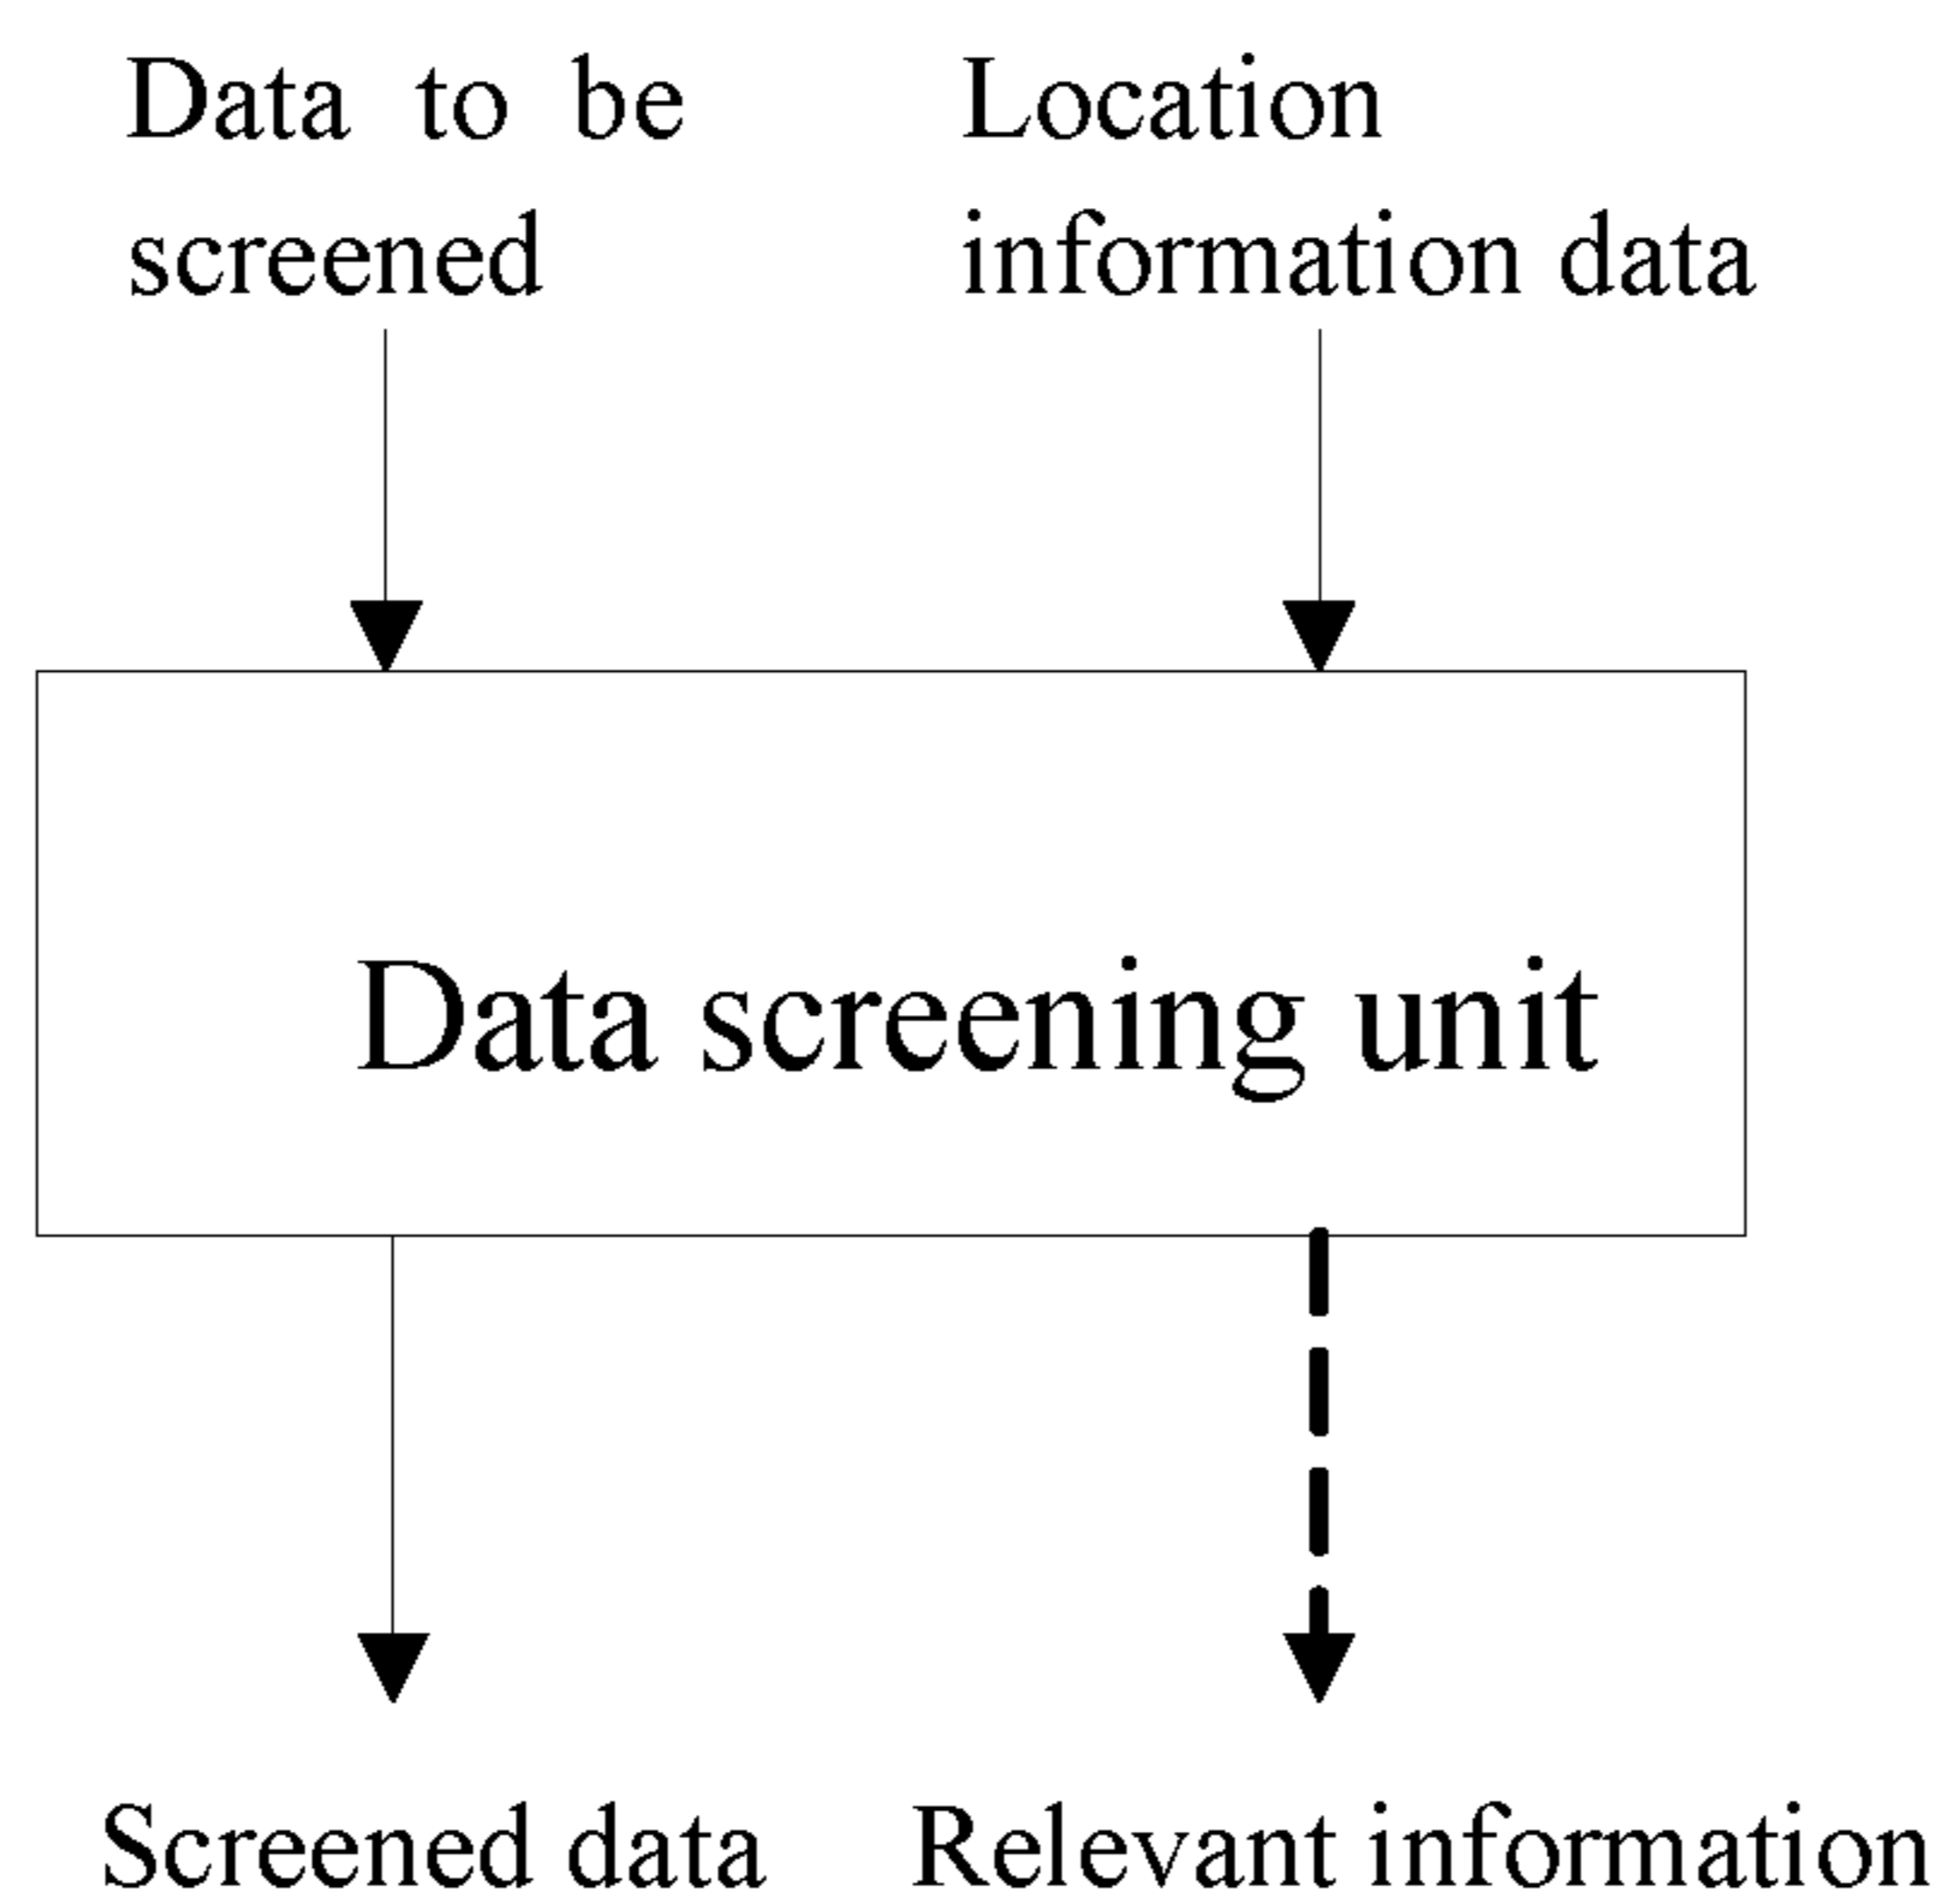 Data to be
screened
Location
information data
Data screening unit
Screened data
Relevant information